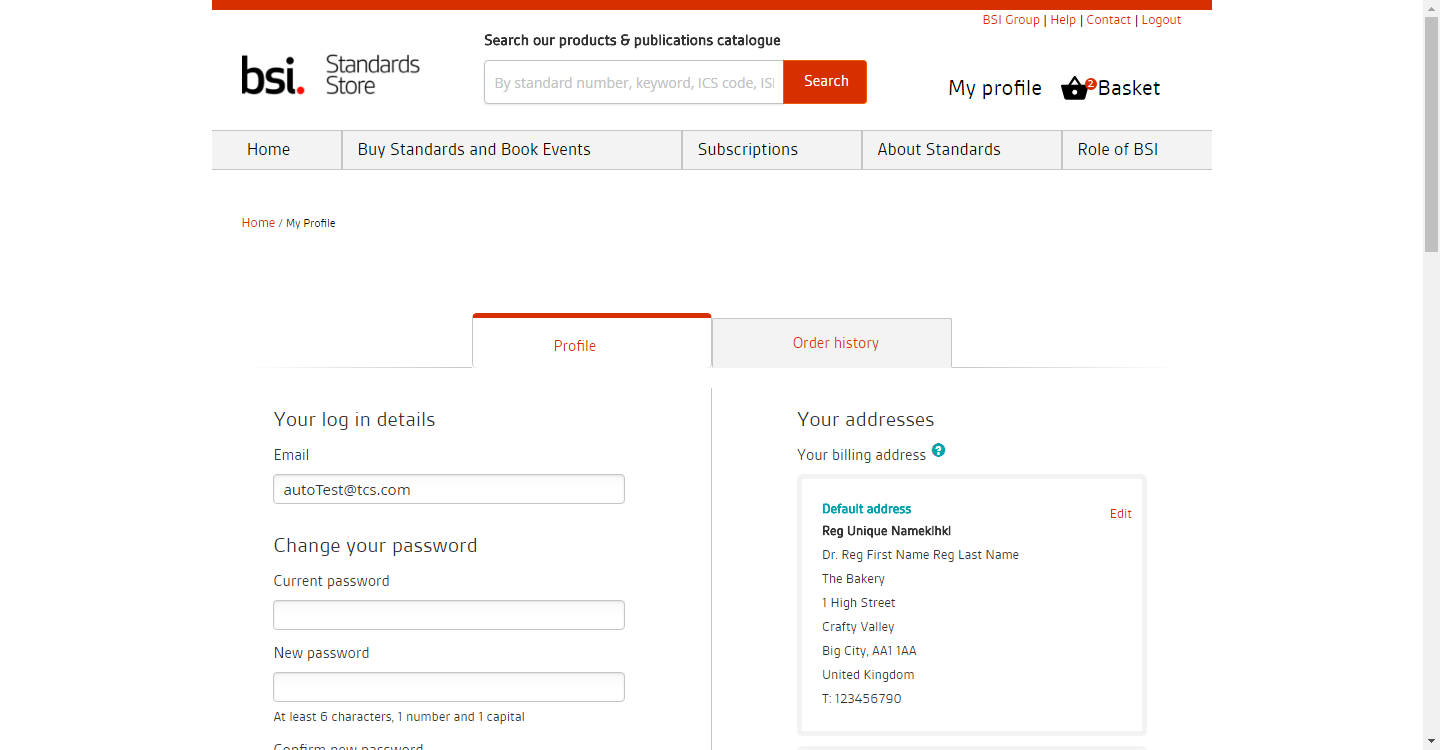 BSI Group | Help | Contact | Logout
Search our products & publications catalogue
bsi. Standards Store
By standard number, keyword, ICS code, ISI
Search
My profile
2 Basket
Home
Buy Standards and Book Events
Subscriptions
About Standards
Role of BSI
Home / My Profile
Profile
Order history
Your log in details
Email
autoTest@tcs.com
Change your password
Current password
New password
At least 6 characters, 1 number and 1 capital
Confirm new password
Your addresses
Your billing address ?
Default address
Edit
Reg Unique Nameklhkl
Dr. Reg First Name Reg Last Name
The Bakery
1 High Street
Crafty Valley
Big City, AA1 1AA
United Kingdom
T: 123456790